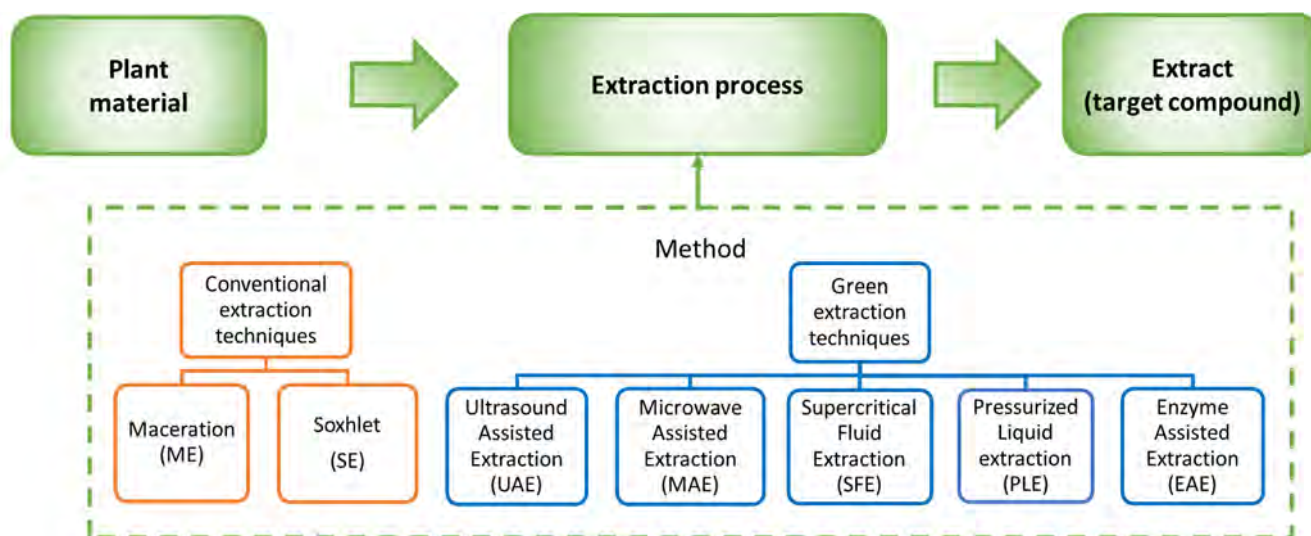 Plant
material
Extraction process
Extract
(target compound)
Method
Conventional
extraction
techniques
Green
extraction
techniques
Maceration
(ME)
Soxhlet
(SE)
Ultrasound
Assisted
Extraction
(UAE)
Microwave
Assisted
Extraction
(MAE)
Supercritical
Fluid
Extraction
(SFE)
Pressurized
Liquid
extraction
(PLE)
Enzyme
Assisted
Extraction
(EAE)